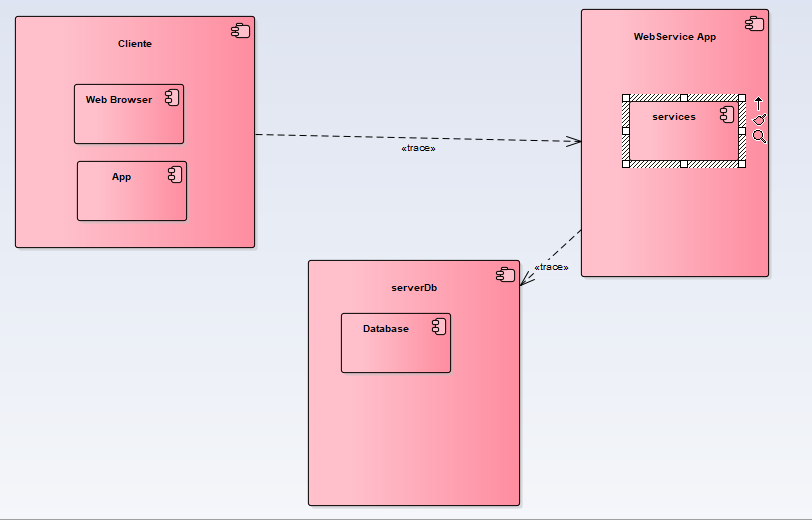 Cliente
Web Browser
App
«trace»
WebService App
services
«trace»
serverDb
Database